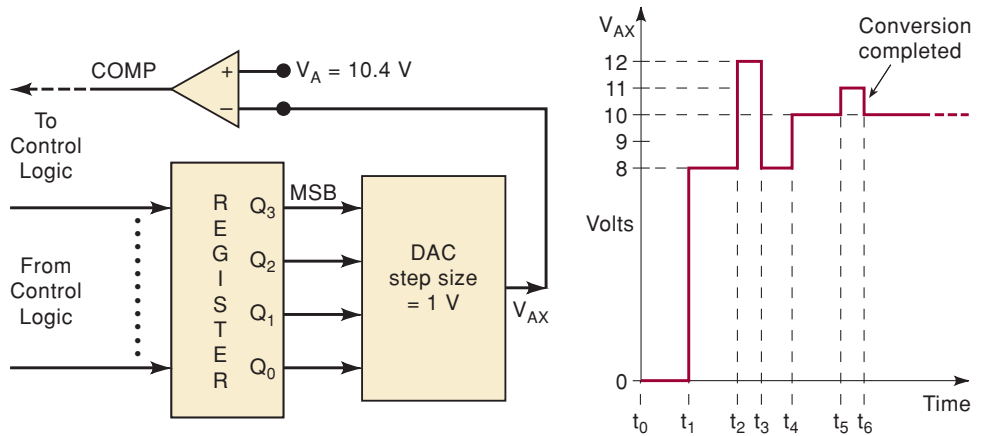 COMP
+
V_A = 10.4 V
–
To
Control
Logic
From
Control
Logic
REGISTER
MSB
Q₃
Q₂
Q₁
Q₀
DAC
step size
= 1 V
V_AX
V_AX
Conversion
completed
12
11
10
9
8
Volts
0
Time
t₀ t₁ t₂ t₃ t₄ t₅ t₆